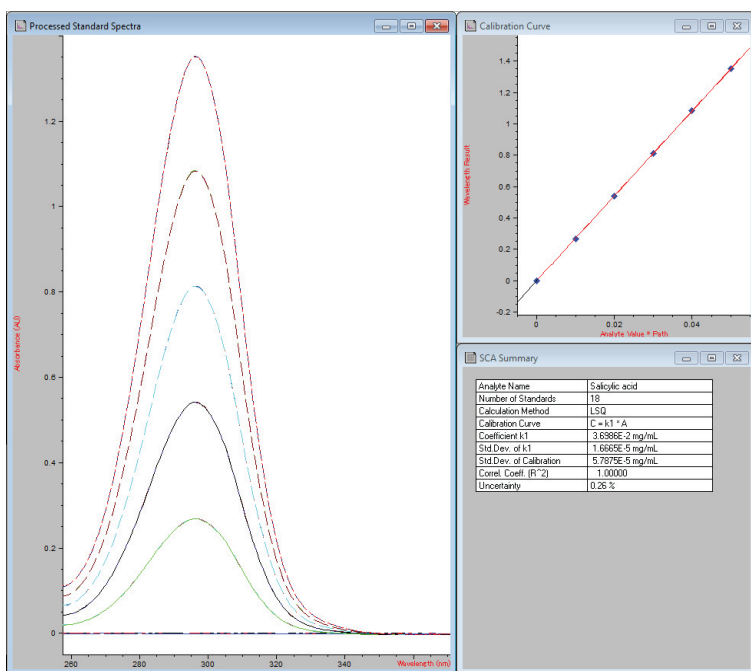 Processed Standard Spectra
1.2
1
0.8
0.6
0.4
0.2
0
260
280
300
320
340
Absorbance (AU)
Wavelength (nm)
Calibration Curve
1.4
1.2
1
0.8
0.6
0.4
0.2
0
-0.2
0
0.02
0.04
Wavelength Result
Analyte Value * Path
SCA Summary
Analyte Name Salicylic acid
Number of Standards 18
Calculation Method LSQ
Calibration Curve C = k1 * A
Coefficient k1 3.6986E-2 mg/mL
Std.Dev. of k1 1.6665E-5 mg/mL
Std.Dev. of Calibration 5.7875E-5 mg/mL
Correl. Coeff. (R^2) 1.00000
Uncertainty 0.26 %